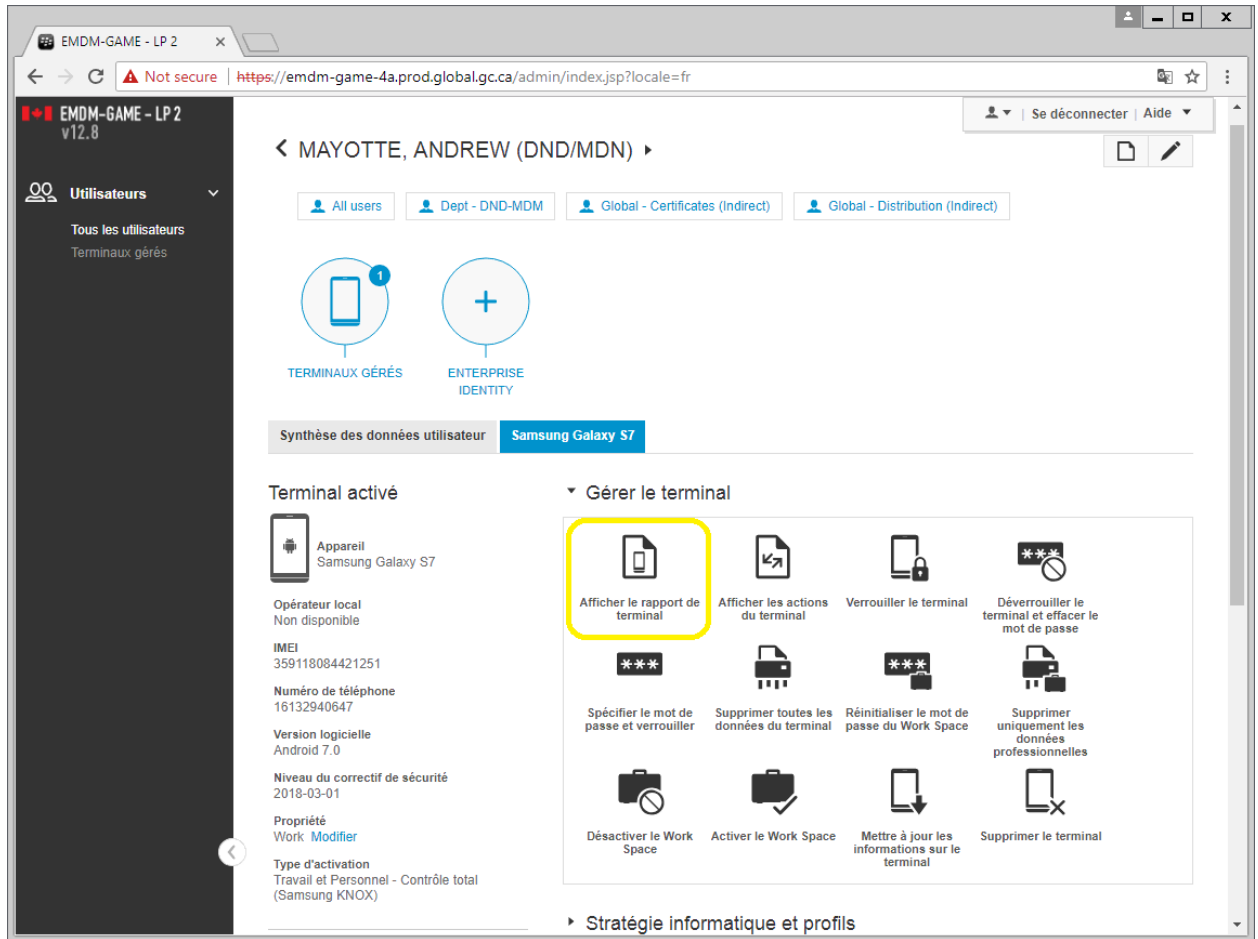 EMDM-GAME - LP 2
Not secure
https://emdm-game-4a.prod.global.gc.ca/admin/index.jsp?locale=fr
EMDM-GAME – LP 2
v12.8
Se déconnecter | Aide
MAYOTTE, ANDREW (DND/MDN)
Utilisateurs
Tous les utilisateurs
Terminaux gérés
All users
Dept - DND-MDM
Global - Certificates (Indirect)
Global - Distribution (Indirect)
1
TERMINAUX GÉRÉS
ENTERPRISE
IDENTITY
Synthèse des données utilisateur
Samsung Galaxy S7
Terminal activé
Appareil
Samsung Galaxy S7
Opérateur local
Non disponible
IMEI
359118084421251
Numéro de téléphone
16132940647
Version logicielle
Android 7.0
Niveau du correctif de sécurité
2018-03-01
Propriété
Work Modifier
Type d'activation
Travail et Personnel - Contrôle total
(Samsung KNOX)
Gérer le terminal
Afficher le rapport de
terminal
Afficher les actions
du terminal
Verrouiller le terminal
Déverrouiller le
terminal et effacer le
mot de passe
Spécifier le mot de
passe et verrouiller
Supprimer toutes les
données du terminal
Réinitialiser le mot de
passe du Work Space
Supprimer
uniquement les
données
professionnelles
Désactiver le Work
Space
Activer le Work Space
Mettre à jour les
informations sur le
terminal
Supprimer le terminal
Stratégie informatique et profils